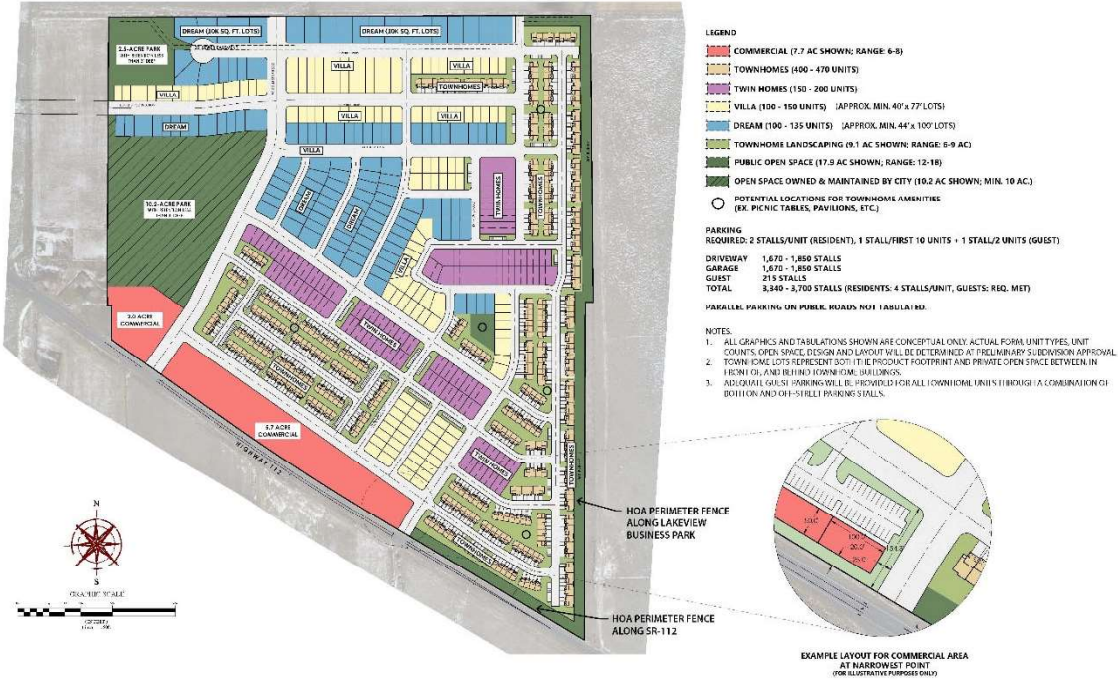 DREAM (20K SQ. FT. LOTS)
DREAM (20K SQ. FT. LOTS)
2.5-ACRE PARK
VILLA
VILLA
TOWNHOMES
VILLA
DREAM
VILLA
VILLA
VILLA
10.2-ACRE PARK
DREAM
DREAM
TWIN HOMES
TOWNHOMES
VILLA
2.0 ACRE
COMMERCIAL
TWIN HOMES
TOWNHOMES
5.7 ACRE
COMMERCIAL
HIGHWAY 112
TWIN HOMES
TOWNHOMES
TOWNHOMES
N
S
GRAPHIC SCALE
HOA PERIMETER FENCE
ALONG LAKEVIEW
BUSINESS PARK
HOA PERIMETER FENCE
ALONG SR-112
LEGEND
COMMERCIAL (7.7 AC SHOWN; RANGE: 6-8)
TOWNHOMES (400 - 470 UNITS)
TWIN HOMES (150 - 200 UNITS)
VILLA (100 - 150 UNITS) (APPROX. MIN. 40' x 77' LOTS)
DREAM (100 - 135 UNITS) (APPROX. MIN. 44' x 100' LOTS)
TOWNHOME LANDSCAPING (9.1 AC SHOWN; RANGE: 6-9 AC)
PUBLIC OPEN SPACE (17.9 AC SHOWN; RANGE: 12-18)
OPEN SPACE OWNED & MAINTAINED BY CITY (10.2 AC SHOWN; MIN. 10 AC.)
POTENTIAL LOCATIONS FOR TOWNHOME AMENITIES
(EX. PICNIC TABLES, PAVILIONS, ETC.)
PARKING
REQUIRED: 2 STALLS/UNIT (RESIDENT), 1 STALL/FIRST 10 UNITS + 1 STALL/2 UNITS (GUEST)
DRIVEWAY 1,670 - 1,850 STALLS
GARAGE 1,670 - 1,850 STALLS
GUEST 215 STALLS
TOTAL 3,340 - 3,700 STALLS (RESIDENTS: 4 STALLS/UNIT, GUESTS: REQ. MET)
PARALLEL PARKING ON PUBLIC ROADS NOT TABULATED.
NOTES:
1. ALL GRAPHICS AND TABULATIONS SHOWN ARE CONCEPTUAL ONLY. ACTUAL FORM, UNIT TYPES, UNIT
COUNTS, OPEN SPACE, DESIGN AND LAYOUT WILL BE DETERMINED AT PRELIMINARY SUBDIVISION APPROVAL
2. TOWNHOME LOTS REPRESENT BOTH THE PRODUCT FOOTPRINT AND PRIVATE OPEN SPACE BETWEEN, IN
FRONT OF, AND BEHIND TOWNHOME BUILDINGS.
3. ADEQUATE GUEST PARKING WILL BE PROVIDED FOR ALL TOWNHOME UNITS THROUGH A COMBINATION OF
BOTH ON AND OFF-STREET PARKING STALLS.
EXAMPLE LAYOUT FOR COMMERCIAL AREA
AT NARROWEST POINT
(FOR ILLUSTRATIVE PURPOSES ONLY)